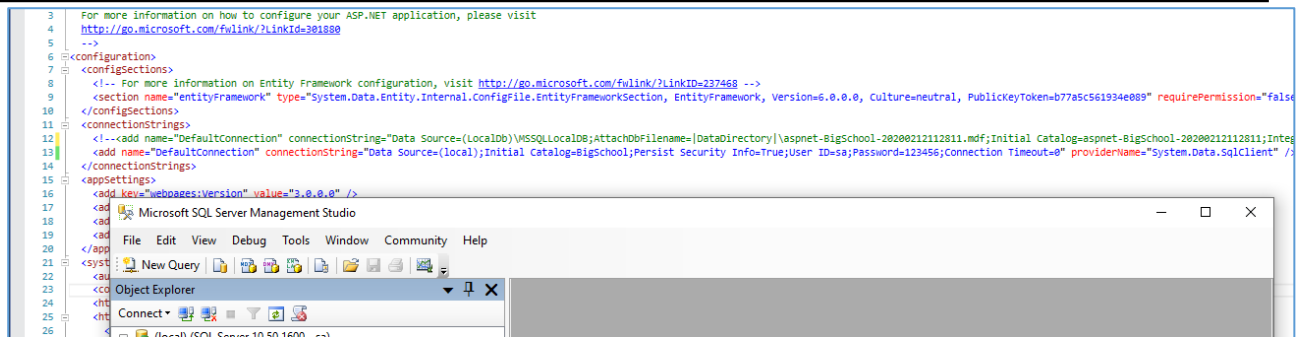 3 For more information on how to configure your ASP.NET application, please visit
4 http://go.microsoft.com/fwlink/?LinkId=301880
5 -->
6 <configuration>
7 <configSections>
8 <!-- For more information on Entity Framework configuration, visit http://go.microsoft.com/fwlink/?LinkID=237468 -->
9 <section name="entityFramework" type="System.Data.Entity.Internal.ConfigFile.EntityFrameworkSection, EntityFramework, Version=6.0.0.0, Culture=neutral, PublicKeyToken=b77a5c561934e089" requirePermission="false
10 </configSections>
11 <connectionStrings>
12 <!--<add name="DefaultConnection" connectionString="Data Source=(LocalDb)\MSSQLLocalDB;AttachDbFilename=|DataDirectory|\aspnet-BigSchool-20200212112811.mdf;Initial Catalog=aspnet-BigSchool-20200212112811;Integ
13 <add name="DefaultConnection" connectionString="Data Source=(local);Initial Catalog=BigSchool;Persist Security Info=True;User ID=sa;Password=123456;Connection Timeout=0" providerName="System.Data.SqlClient" />
14 </connectionStrings>
15 <appSettings>
16 <add key="webpages:Version" value="3.0.0.0" />
17 <ad
18 <ad
19 <ad
20 </app
21 <syst
22 <au
23 <co
24 <ht
25 <ht
26 <
Microsoft SQL Server Management Studio
File Edit View Debug Tools Window Community Help
New Query
Object Explorer
Connect
(local) (SQL Server 10.50.1600 - sa)